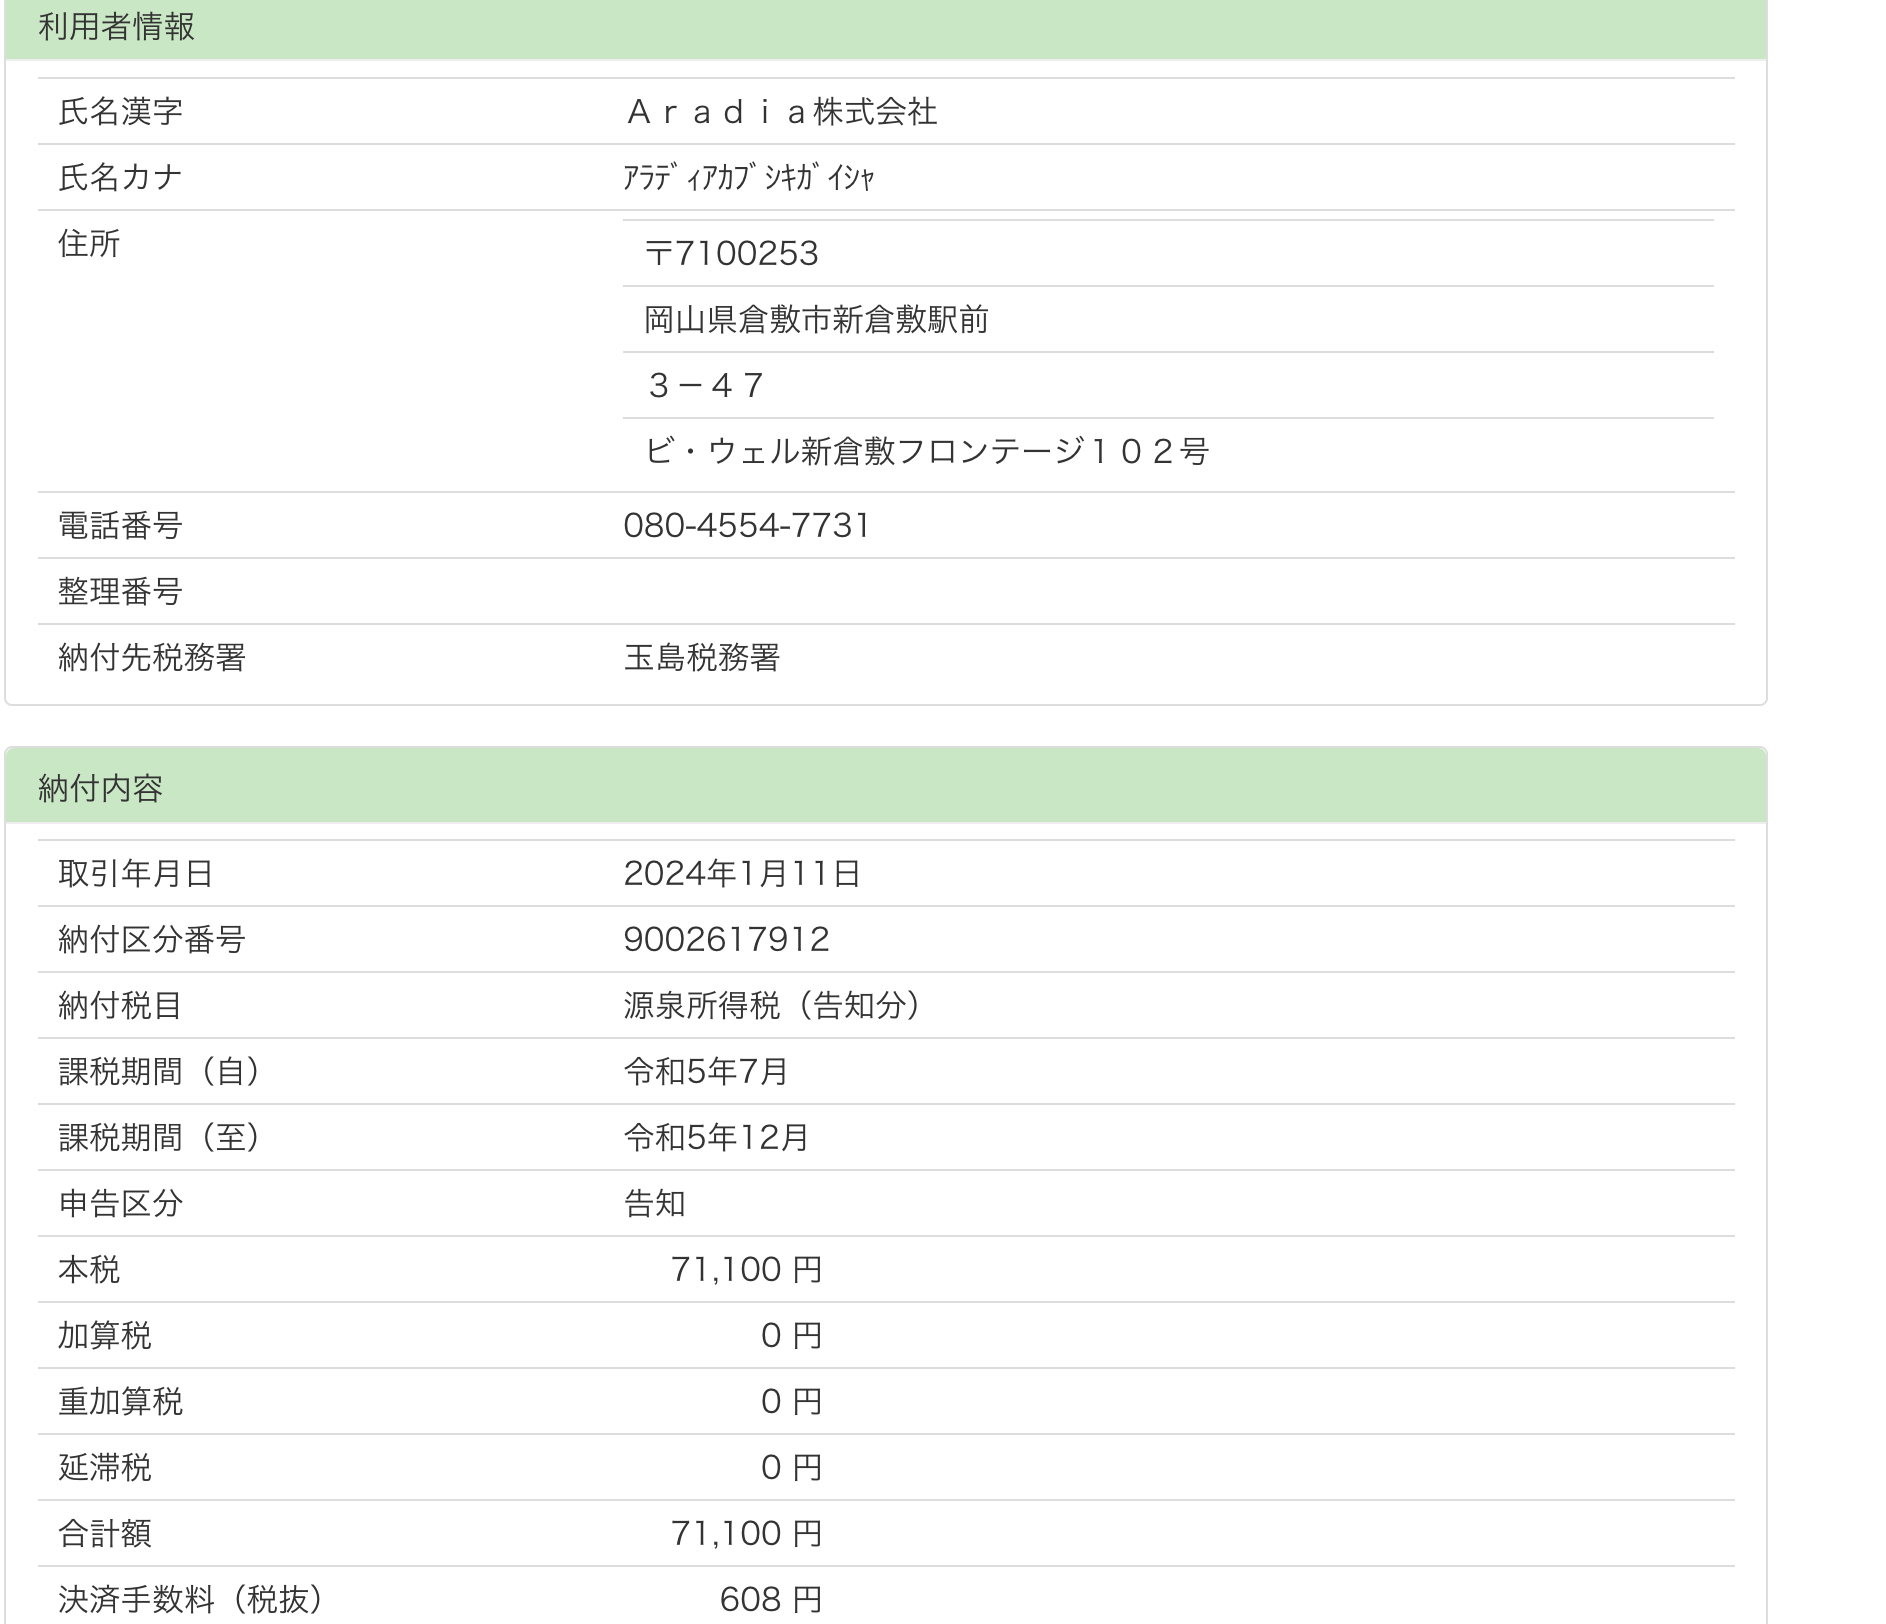 利用者情報
氏名漢字 Ａｒａｄｉａ株式会社
氏名カナ ｱﾗﾃﾞｨｱｶﾌﾞｼｷｶﾞｲｼｬ
住所 〒7100253
岡山県倉敷市新倉敷駅前
３－４７
ビ・ウェル新倉敷フロンテージ１０２号
電話番号 080-4554-7731
整理番号
納付先税務署 玉島税務署
納付内容
取引年月日 2024年1月11日
納付区分番号 9002617912
納付税目 源泉所得税（告知分）
課税期間（自） 令和5年7月
課税期間（至） 令和5年12月
申告区分 告知
本税 71,100 円
加算税 0 円
重加算税 0 円
延滞税 0 円
合計額 71,100 円
決済手数料（税抜） 608 円